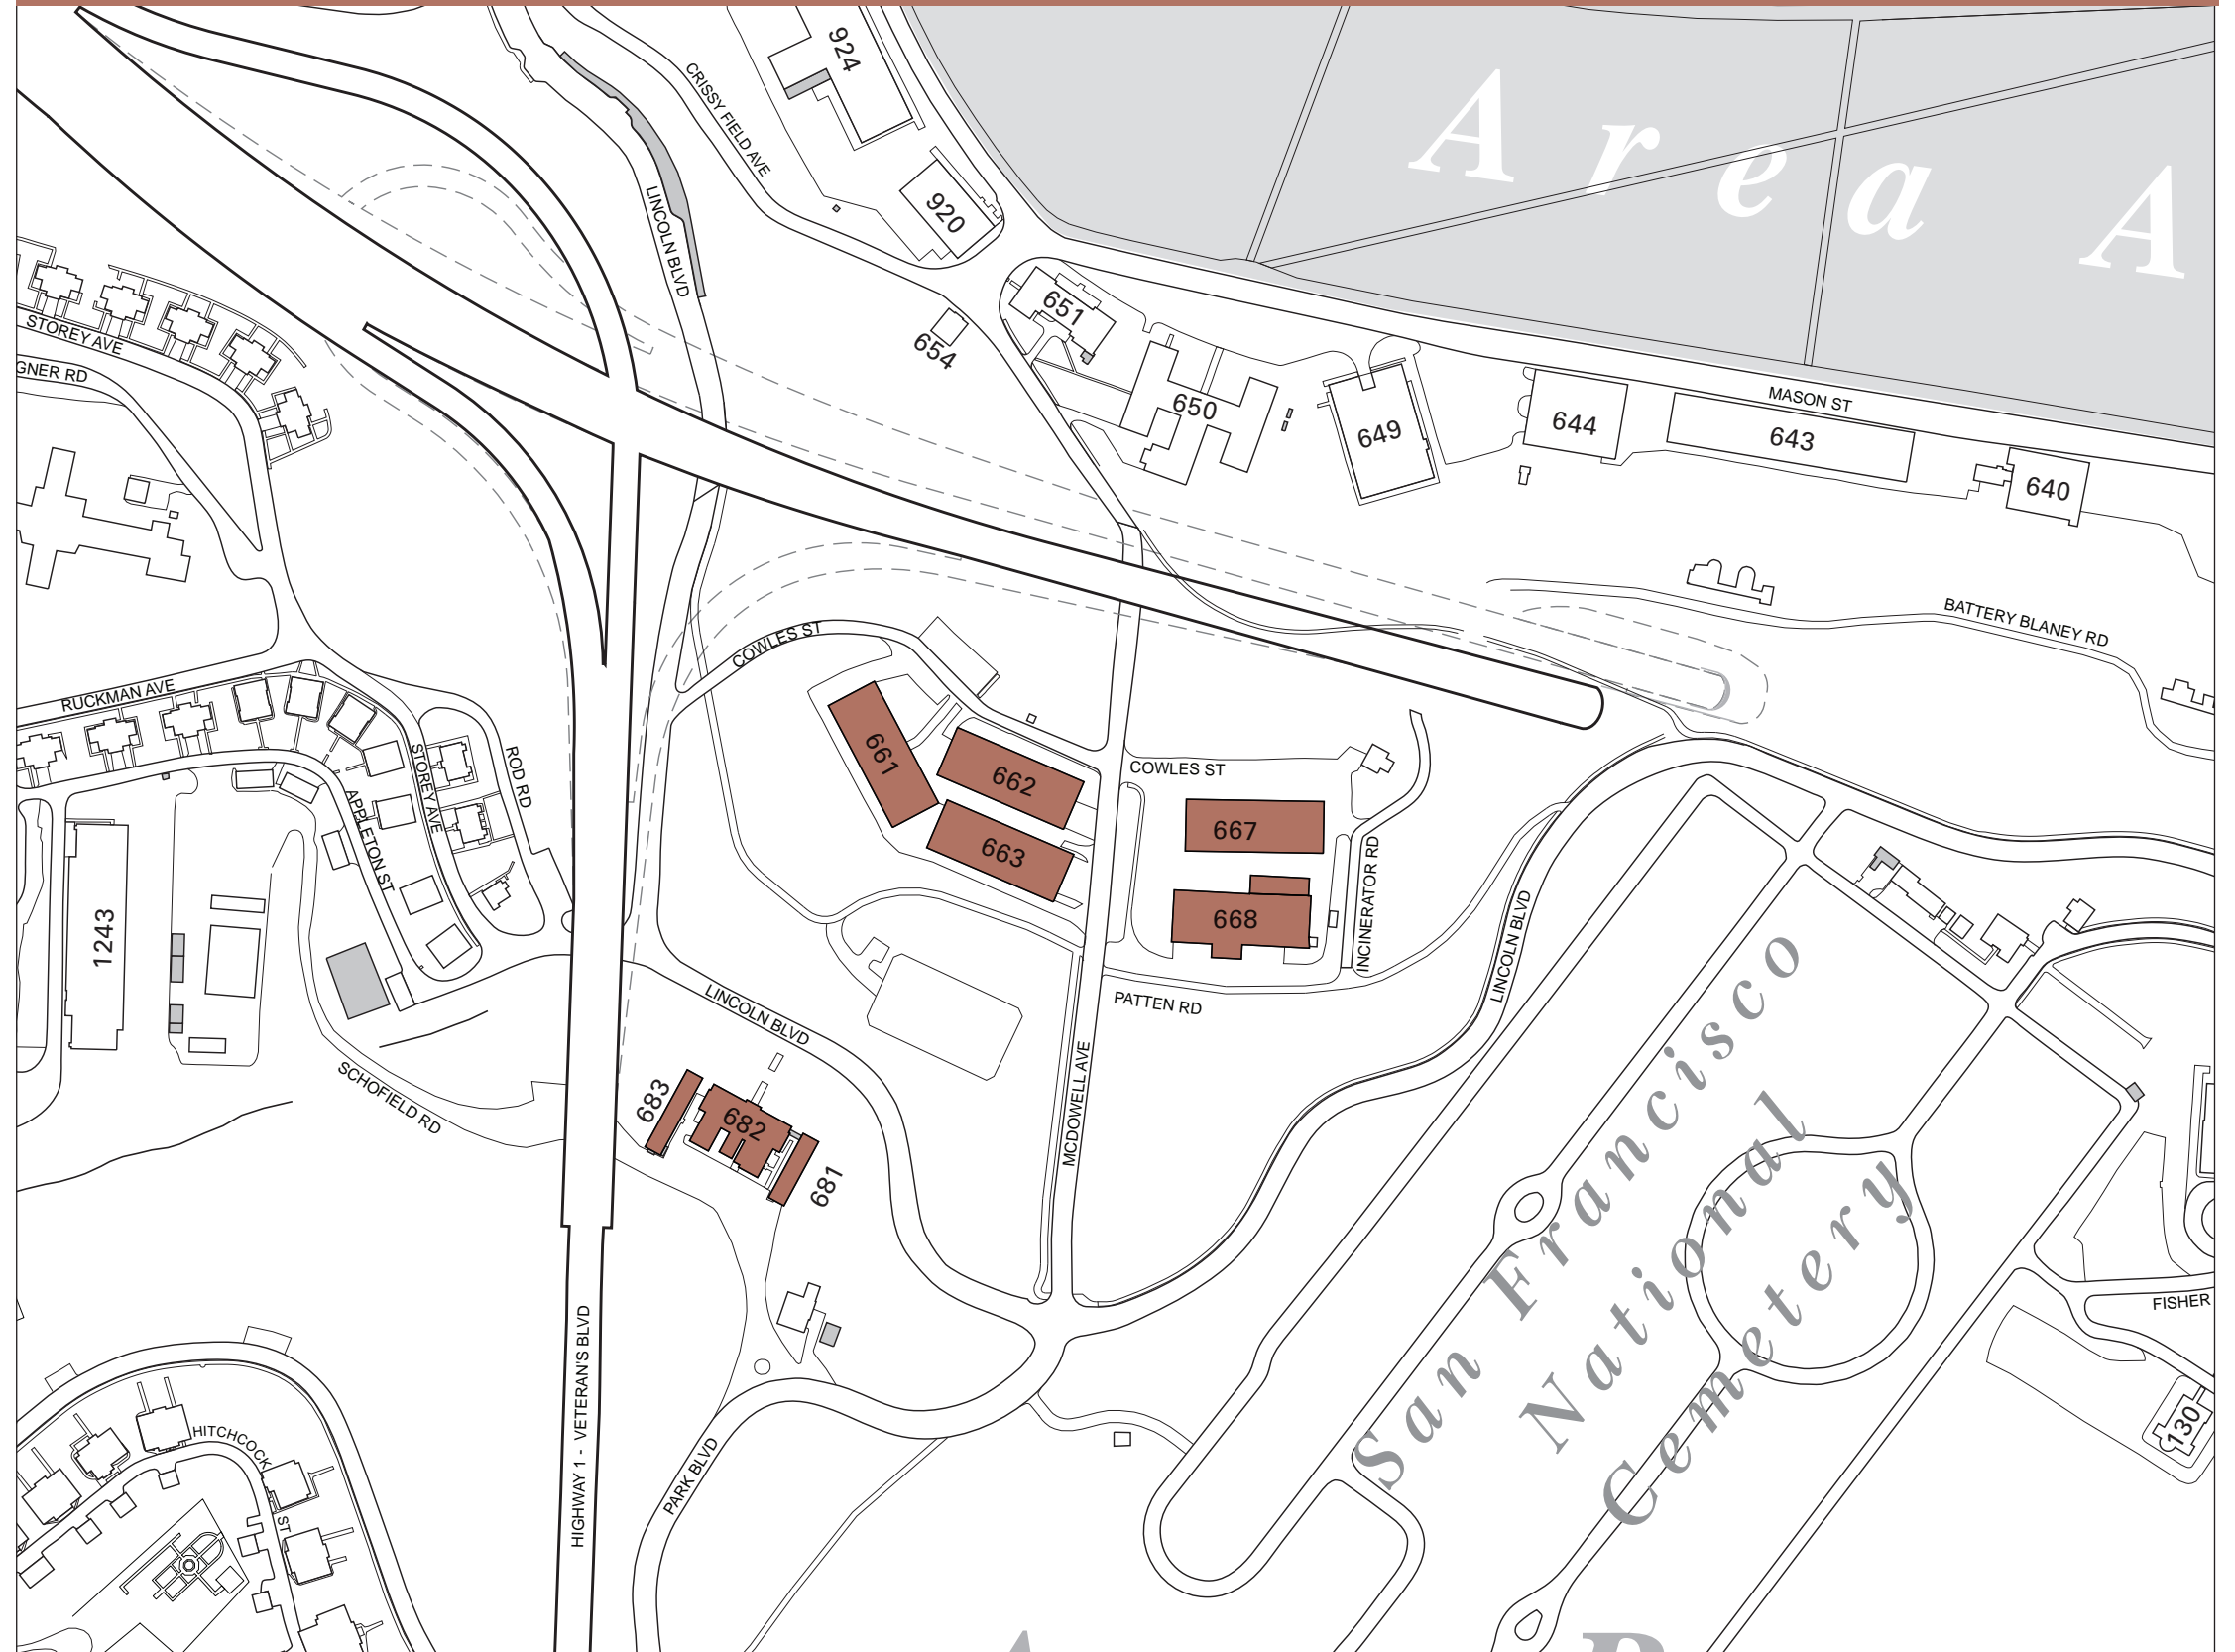 924
CRISSY FIELD AVE
Area A
920
LINCOLN BLVD
651
654
STOREY AVE
GNER RD
650
649
644
MASON ST
643
640
BATTERY BLANEY RD
COWLES ST
RUCKMAN AVE
661
STOREY AVE
ROD RD
662
COWLES ST
APPLETON ST
667
663
INCINERATOR RD
668
1243
LINCOLN BLVD
PATTEN RD
LINCOLN BLVD
SCHOFIELD RD
683
682
681
MCDOWELL AVE
San Francisco
National
Cemetery
FISHER
HIGHWAY 1 - VETERAN'S BLVD
130
HITCHCOCK ST
PARK BLVD